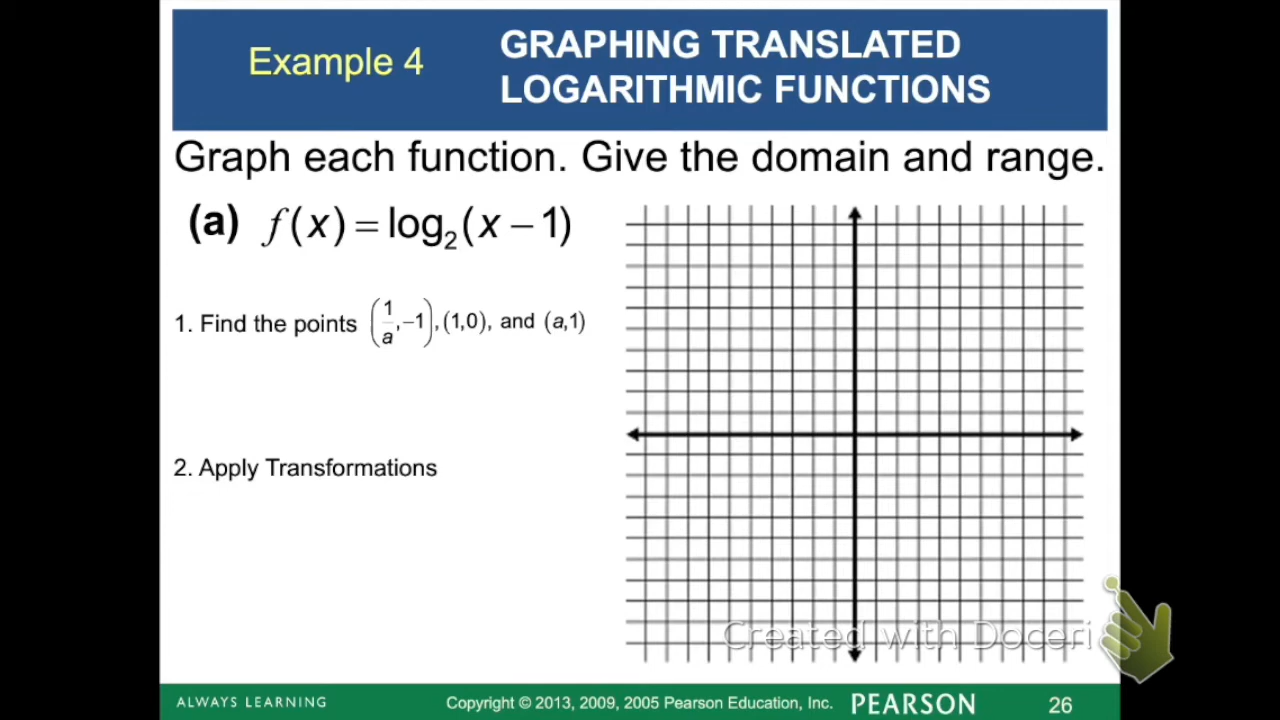 Example 4
GRAPHING TRANSLATED
LOGARITHMIC FUNCTIONS
Graph each function. Give the domain and range.
(a) f(x) = log₂(x − 1)
1. Find the points (1/a, −1), (1,0), and (a,1)
2. Apply Transformations
Created with Doceri
ALWAYS LEARNING
Copyright © 2013, 2009, 2005 Pearson Education, Inc.
PEARSON
26